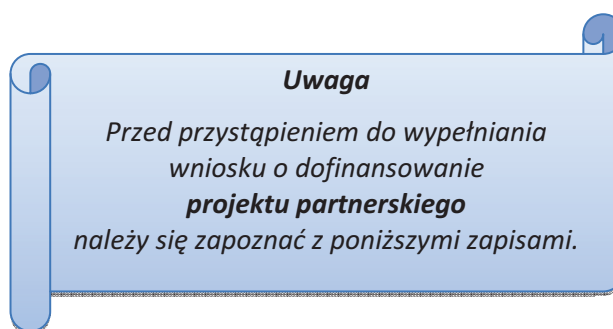 Uwaga
Przed przystąpieniem do wypełniania
wniosku o dofinansowanie
projektu partnerskiego
należy się zapoznać z poniższymi zapisami.